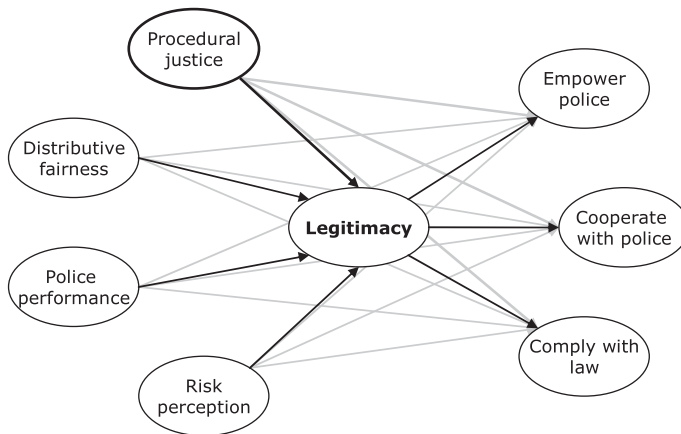 Procedural
justice
Distributive
fairness
Police
performance
Risk
perception
Legitimacy
Empower
police
Cooperate
with police
Comply with
law